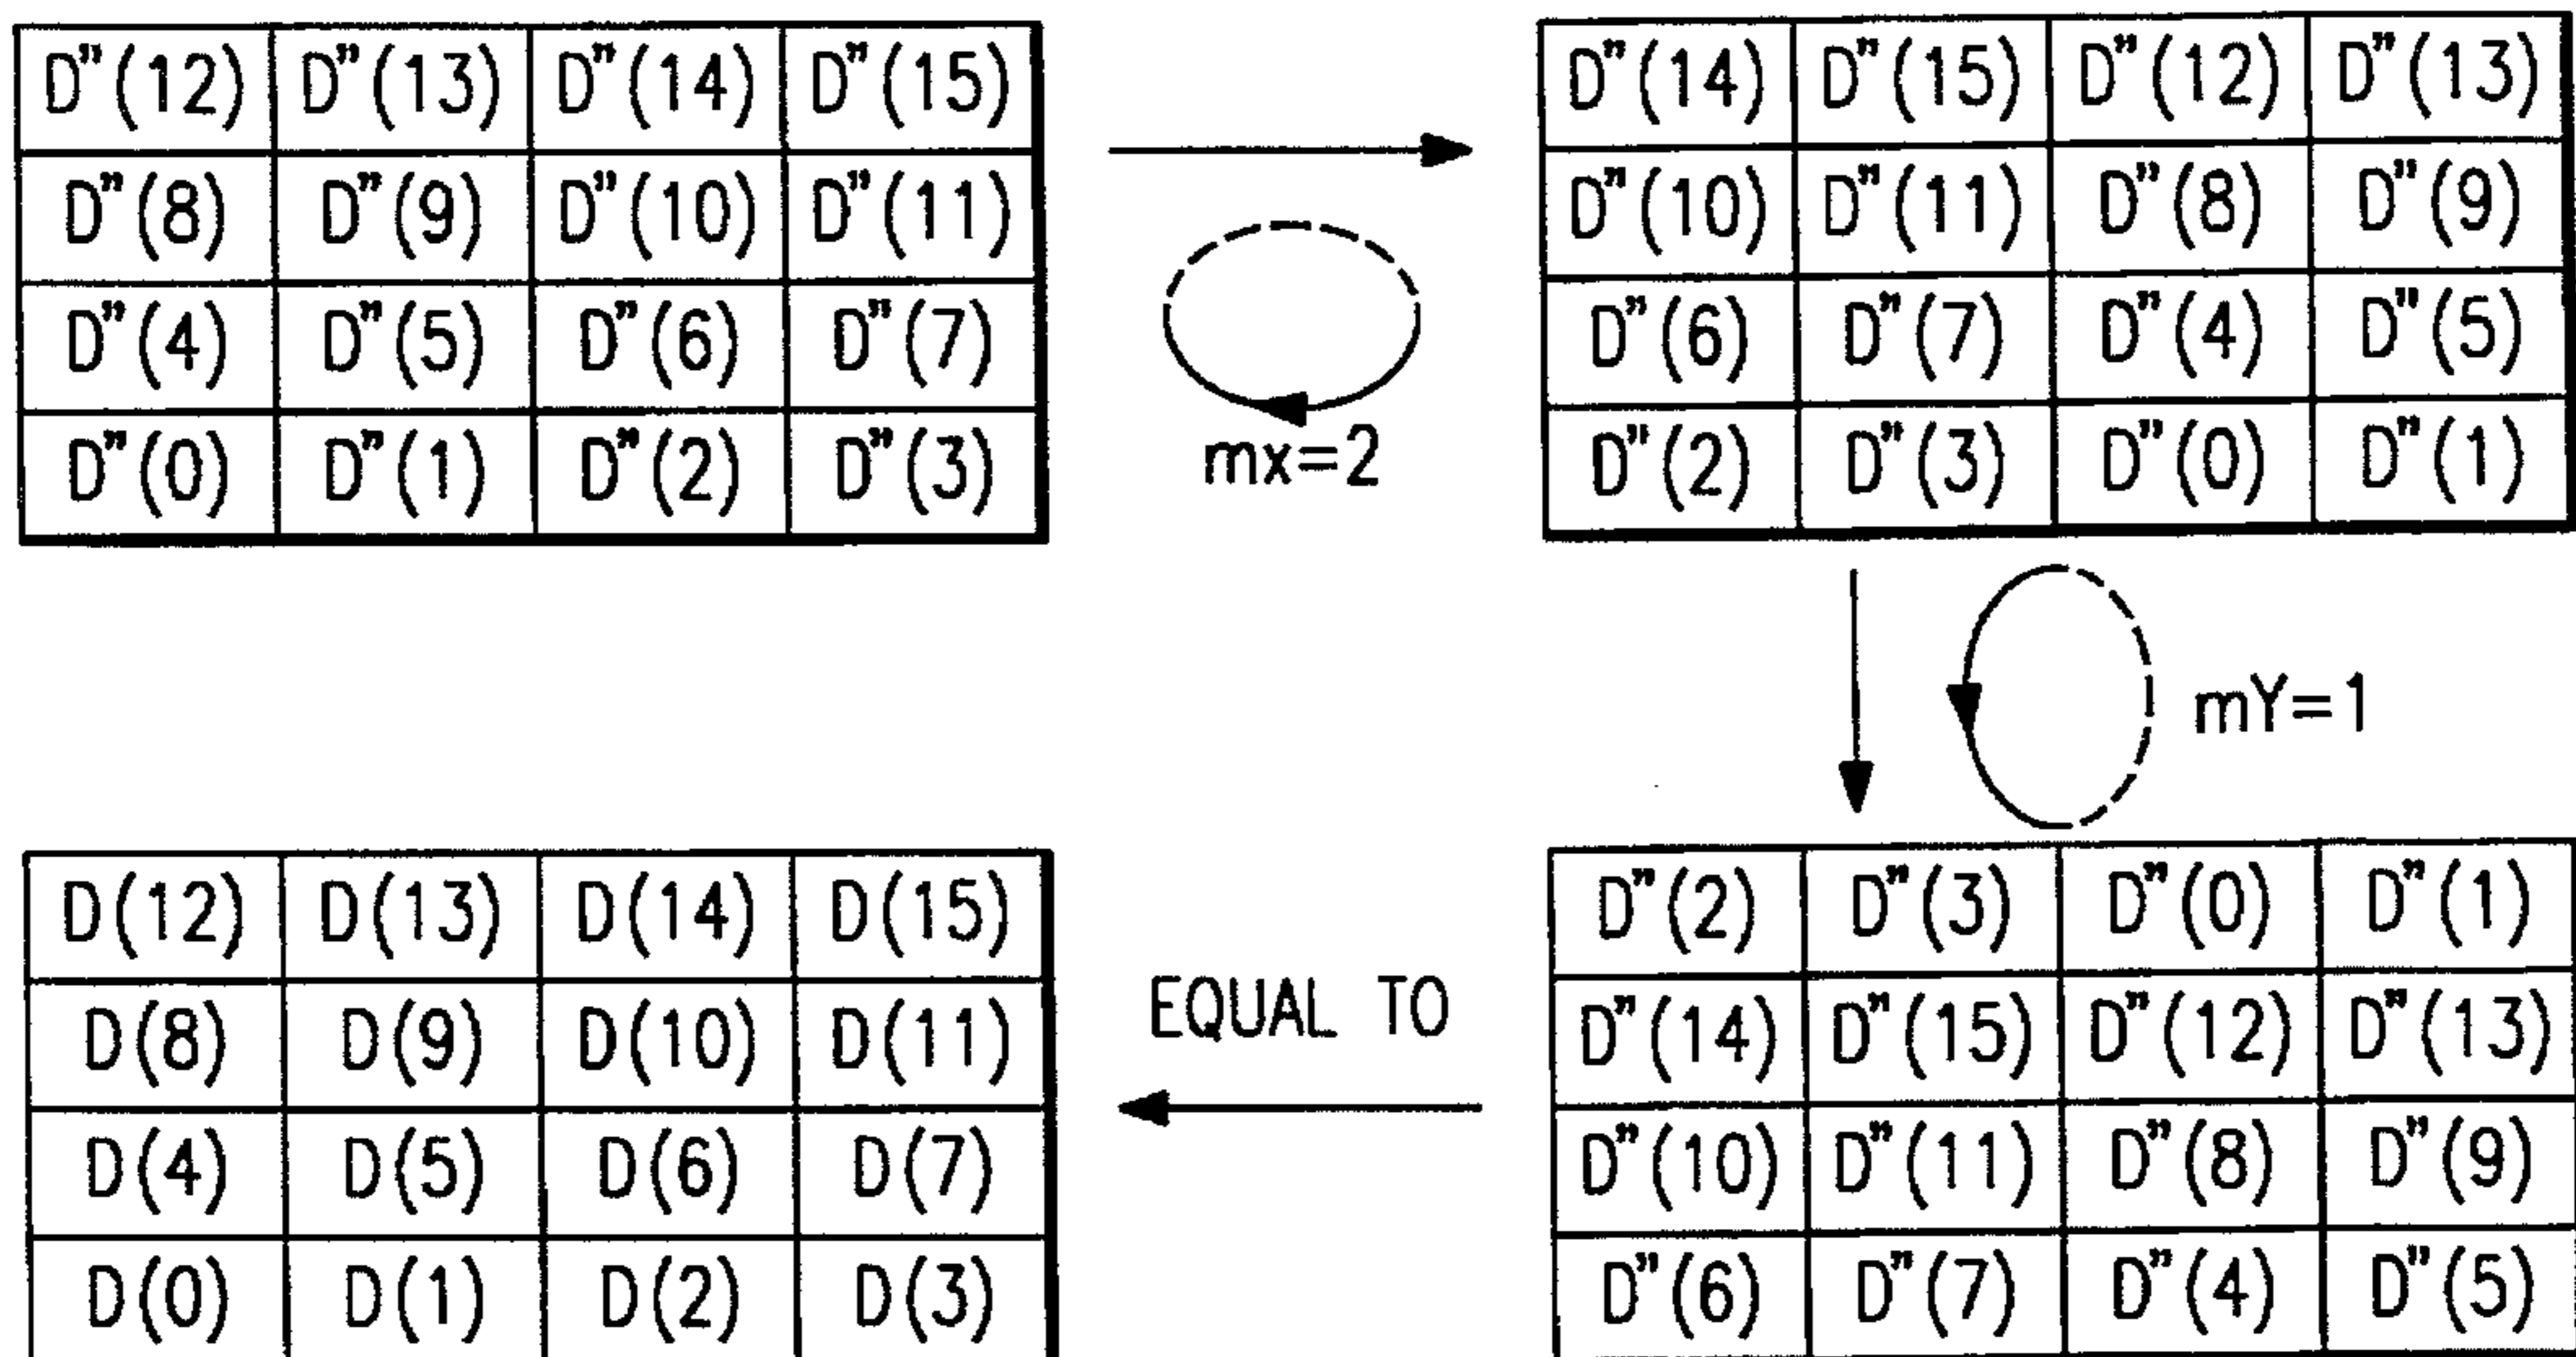 D"(12) D"(13) D"(14) D"(15)
D"(8) D"(9) D"(10) D"(11)
D"(4) D"(5) D"(6) D"(7)
D"(0) D"(1) D"(2) D"(3)
mx=2
D"(14) D"(15) D"(12) D"(13)
D"(10) D"(11) D"(8) D"(9)
D"(6) D"(7) D"(4) D"(5)
D"(2) D"(3) D"(0) D"(1)
mY=1
D"(2) D"(3) D"(0) D"(1)
D"(14) D"(15) D"(12) D"(13)
D"(10) D"(11) D"(8) D"(9)
D"(6) D"(7) D"(4) D"(5)
EQUAL TO
D(12) D(13) D(14) D(15)
D(8) D(9) D(10) D(11)
D(4) D(5) D(6) D(7)
D(0) D(1) D(2) D(3)